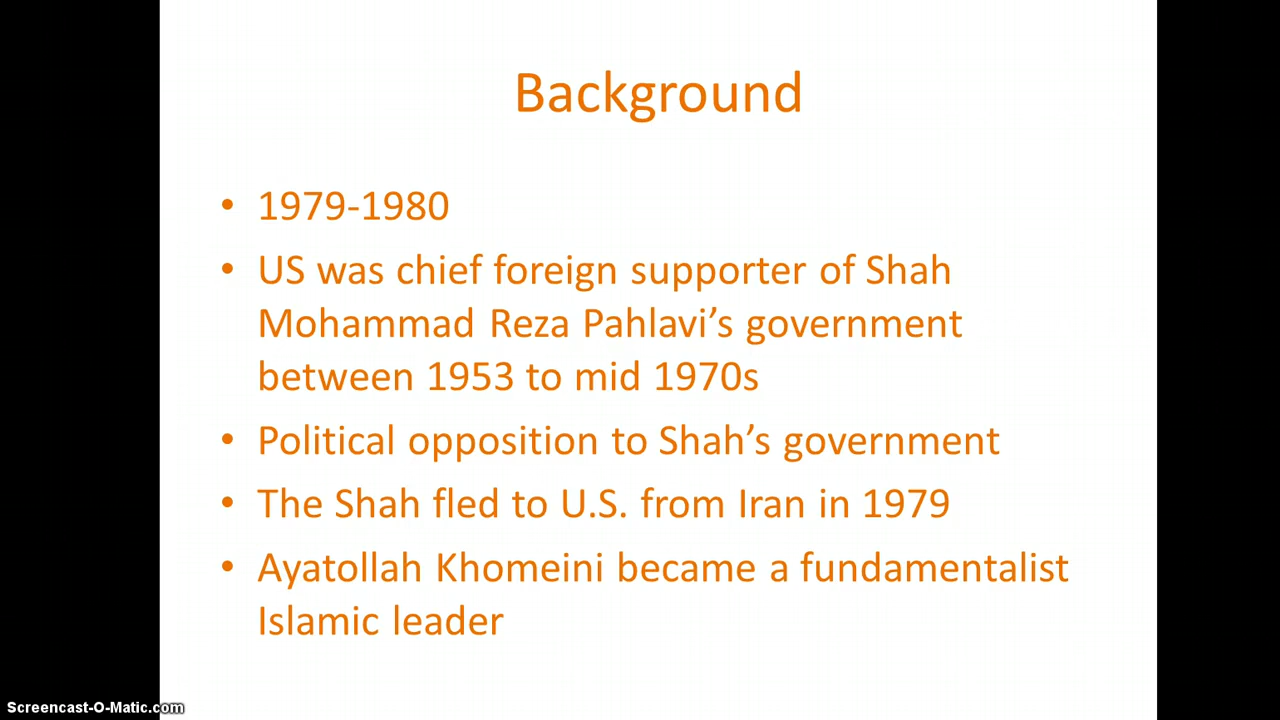 Background
• 1979-1980
• US was chief foreign supporter of Shah
Mohammad Reza Pahlavi’s government
between 1953 to mid 1970s
• Political opposition to Shah’s government
• The Shah fled to U.S. from Iran in 1979
• Ayatollah Khomeini became a fundamentalist
Islamic leader
Screencast-O-Matic.com